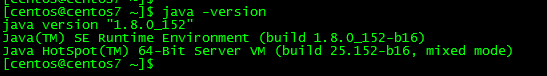 [centos@centos7 ~]$ java -version
java version "1.8.0_152"
Java(TM) SE Runtime Environment (build 1.8.0_152-b16)
Java HotSpot(TM) 64-Bit Server VM (build 25.152-b16, mixed mode)
[centos@centos7 ~]$